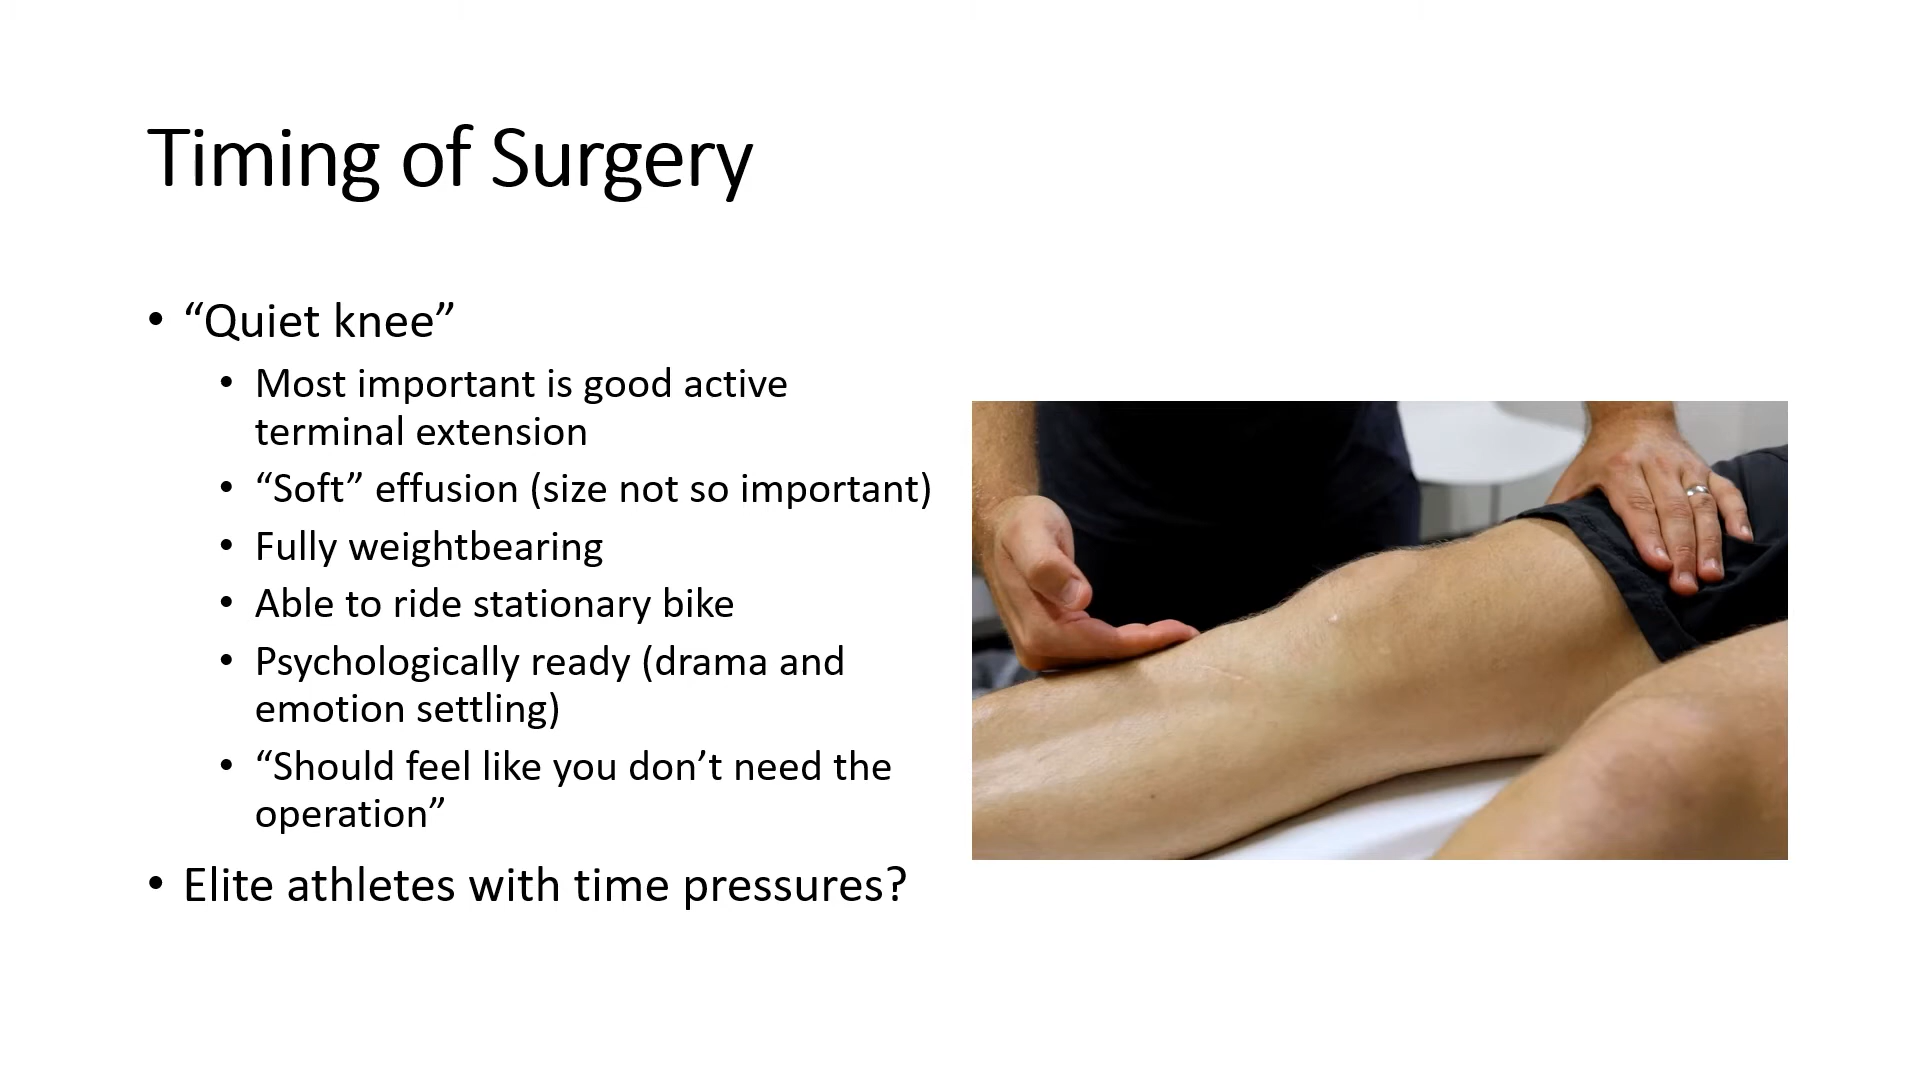 Timing of Surgery
• “Quiet knee”
• Most important is good active
terminal extension
• “Soft” effusion (size not so important)
• Fully weightbearing
• Able to ride stationary bike
• Psychologically ready (drama and
emotion settling)
• “Should feel like you don’t need the
operation”
• Elite athletes with time pressures?